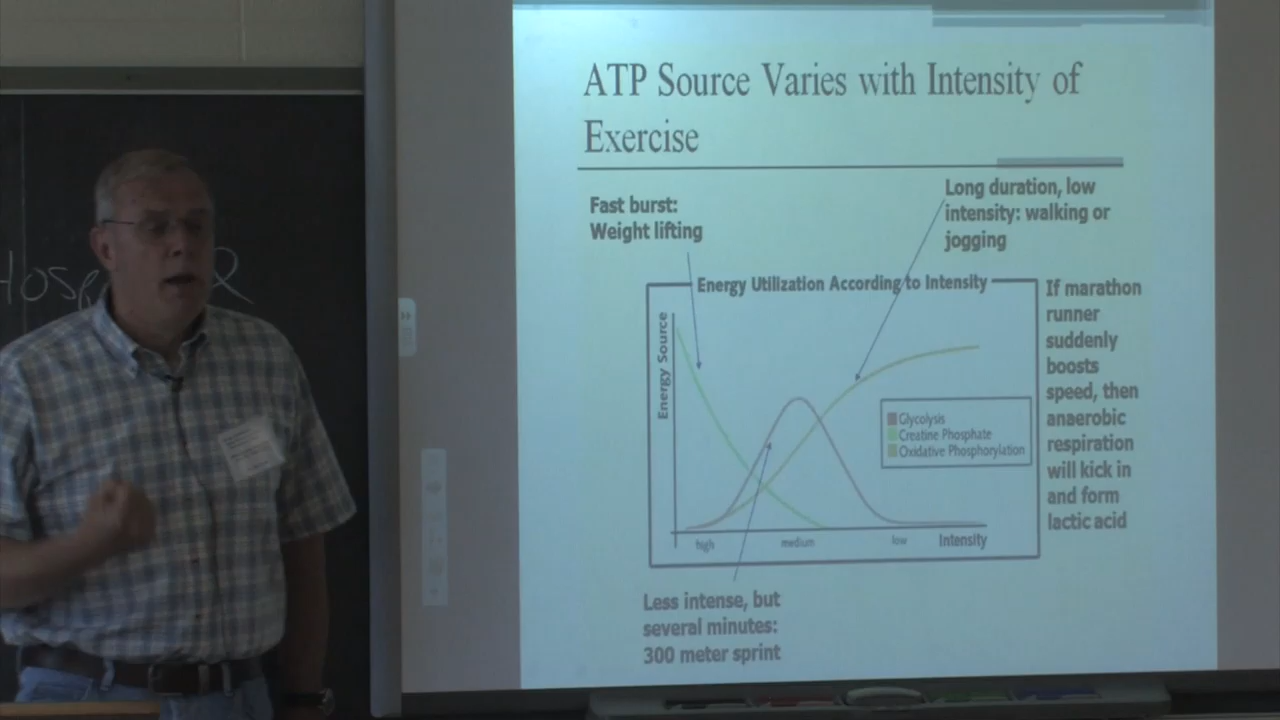 ATP Source Varies with Intensity of
Exercise
Fast burst:
Weight lifting
Long duration, low
intensity: walking or
jogging
Energy Utilization According to Intensity
Energy Source
Glycolysis
Creatine Phosphate
Oxidative Phosphorylation
high
medium
low
Intensity
If marathon
runner
suddenly
boosts
speed, then
anaerobic
respiration
will kick in
and form
lactic acid
Less intense, but
several minutes:
300 meter sprint